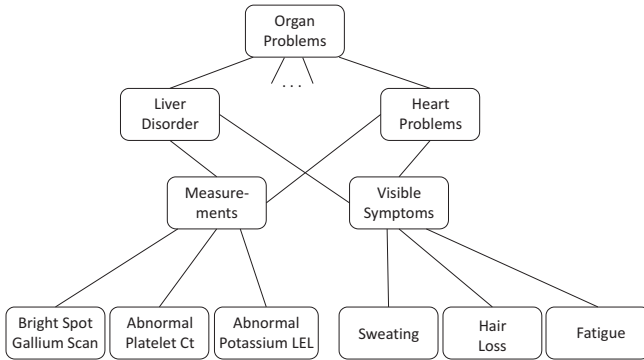 Organ
Problems
. . .
Liver
Disorder
Heart
Problems
Measure-
ments
Visible
Symptoms
Bright Spot
Gallium Scan
Abnormal
Platelet Ct
Abnormal
Potassium LEL
Sweating
Hair
Loss
Fatigue